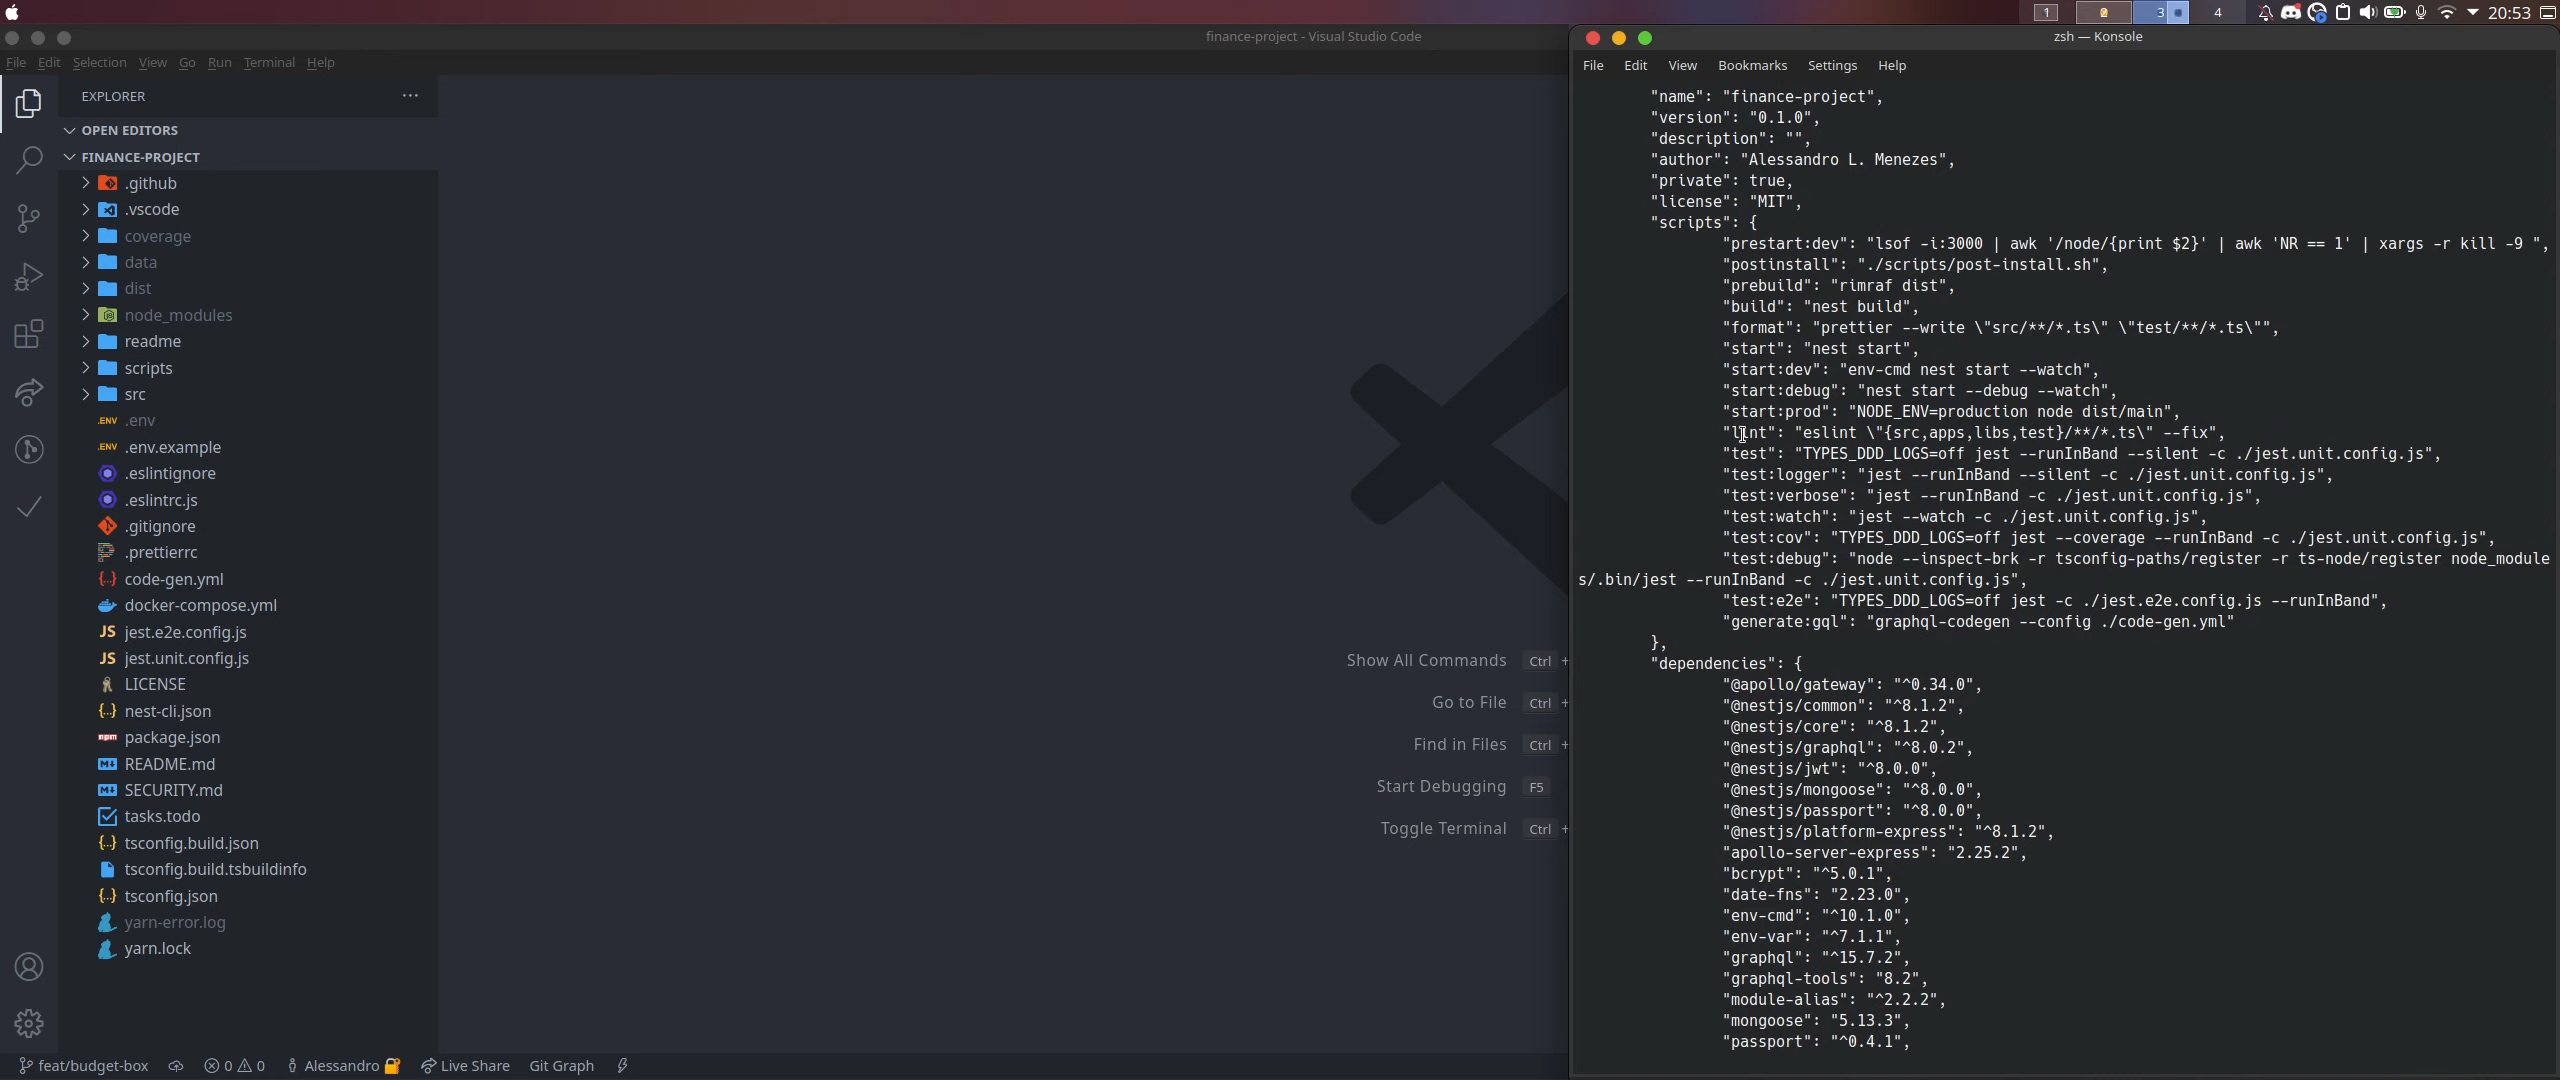 1 2 3 4 20:53
finance-project - Visual Studio Code
File Edit Selection View Go Run Terminal Help
EXPLORER ···
OPEN EDITORS
FINANCE-PROJECT
.github
.vscode
coverage
data
dist
node_modules
readme
scripts
src
.ENV .env
.ENV .env.example
.eslintignore
.eslintrc.js
.gitignore
.prettierrc
{..} code-gen.yml
docker-compose.yml
JS jest.e2e.config.js
JS jest.unit.config.js
LICENSE
{..} nest-cli.json
npm package.json
M↓ README.md
M↓ SECURITY.md
tasks.todo
{..} tsconfig.build.json
tsconfig.build.tsbuildinfo
{..} tsconfig.json
yarn-error.log
yarn.lock
Show All Commands Ctrl +
Go to File Ctrl +
Find in Files Ctrl +
Start Debugging F5
Toggle Terminal Ctrl +
feat/budget-box 0 0 Alessandro Live Share Git Graph
zsh — Konsole
File Edit View Bookmarks Settings Help
"name": "finance-project",
"version": "0.1.0",
"description": "",
"author": "Alessandro L. Menezes",
"private": true,
"license": "MIT",
"scripts": {
"prestart:dev": "lsof -i:3000 | awk '/node/{print $2}' | awk 'NR == 1' | xargs -r kill -9 ",
"postinstall": "./scripts/post-install.sh",
"prebuild": "rimraf dist",
"build": "nest build",
"format": "prettier --write \"src/**/*.ts\" \"test/**/*.ts\"",
"start": "nest start",
"start:dev": "env-cmd nest start --watch",
"start:debug": "nest start --debug --watch",
"start:prod": "NODE_ENV=production node dist/main",
"lint": "eslint \"{src,apps,libs,test}/**/*.ts\" --fix",
"test": "TYPES_DDD_LOGS=off jest --runInBand --silent -c ./jest.unit.config.js",
"test:logger": "jest --runInBand --silent -c ./jest.unit.config.js",
"test:verbose": "jest --runInBand -c ./jest.unit.config.js",
"test:watch": "jest --watch -c ./jest.unit.config.js",
"test:cov": "TYPES_DDD_LOGS=off jest --coverage --runInBand -c ./jest.unit.config.js",
"test:debug": "node --inspect-brk -r tsconfig-paths/register -r ts-node/register node_module
s/.bin/jest --runInBand -c ./jest.unit.config.js",
"test:e2e": "TYPES_DDD_LOGS=off jest -c ./jest.e2e.config.js --runInBand",
"generate:gql": "graphql-codegen --config ./code-gen.yml"
},
"dependencies": {
"@apollo/gateway": "^0.34.0",
"@nestjs/common": "^8.1.2",
"@nestjs/core": "^8.1.2",
"@nestjs/graphql": "^8.0.2",
"@nestjs/jwt": "^8.0.0",
"@nestjs/mongoose": "^8.0.0",
"@nestjs/passport": "^8.0.0",
"@nestjs/platform-express": "^8.1.2",
"apollo-server-express": "2.25.2",
"bcrypt": "^5.0.1",
"date-fns": "2.23.0",
"env-cmd": "^10.1.0",
"env-var": "^7.1.1",
"graphql": "^15.7.2",
"graphql-tools": "8.2",
"module-alias": "^2.2.2",
"mongoose": "5.13.3",
"passport": "^0.4.1",